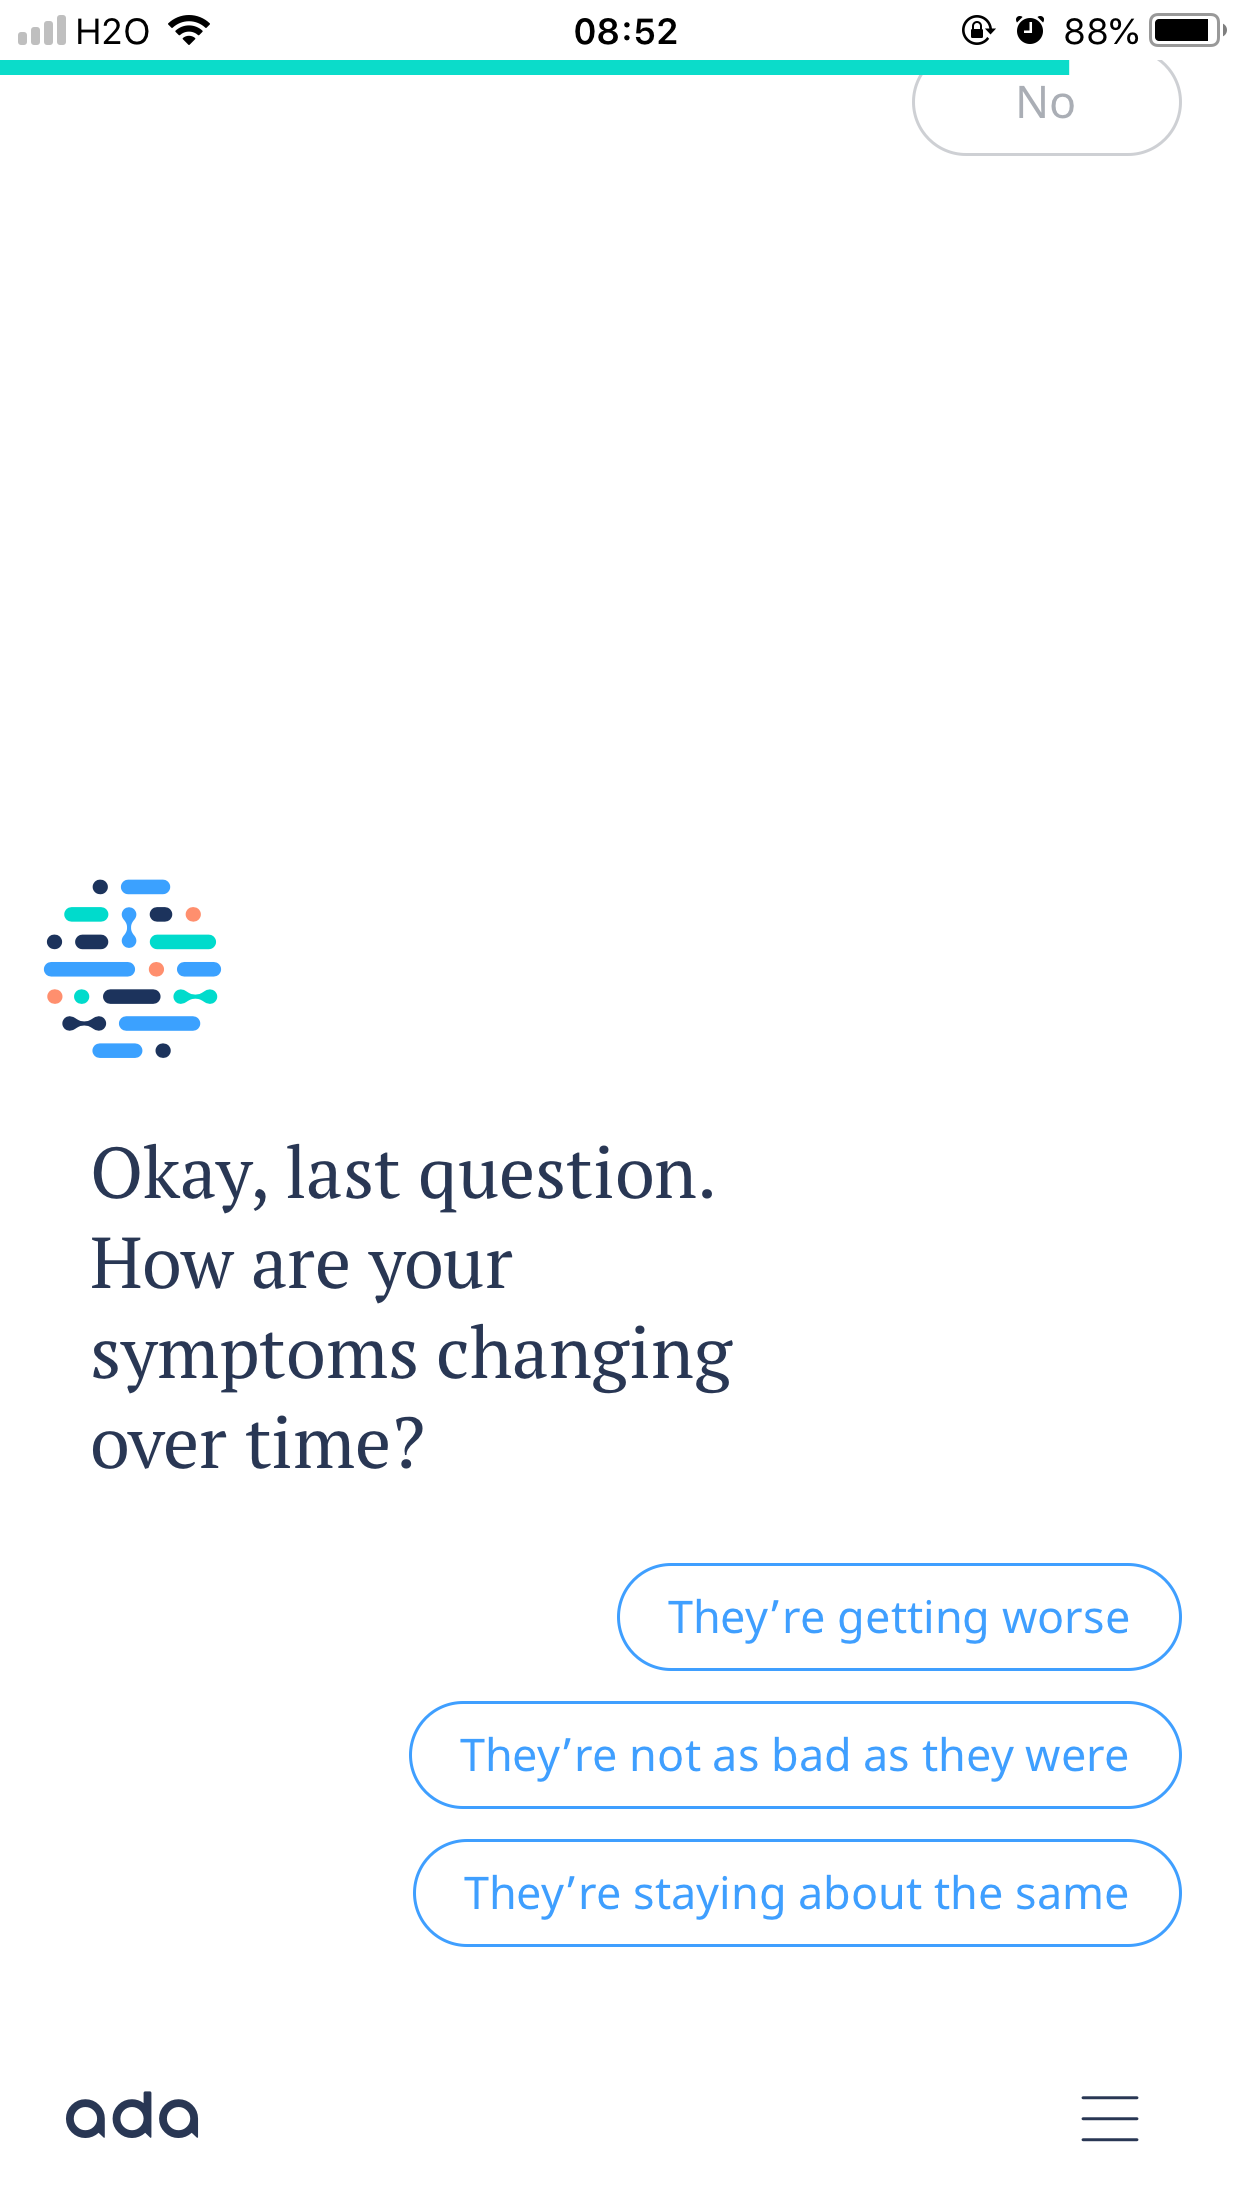 H2O 08:52 88%
No
Okay, last question.
How are your
symptoms changing
over time?
They’re getting worse
They’re not as bad as they were
They’re staying about the same
ada